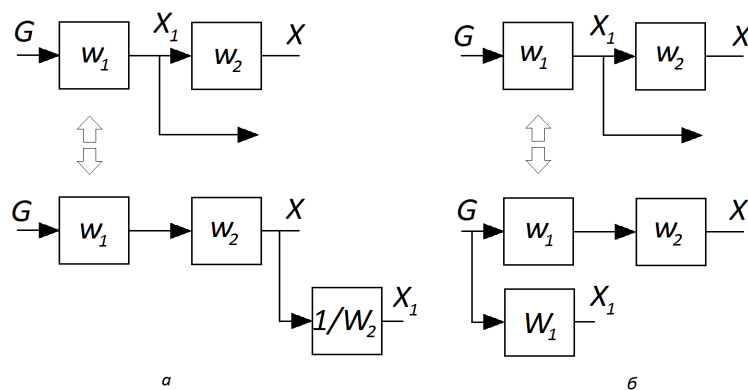 G w₁ X₁ w₂ X
G w₁ w₂ X
1/W₂ X₁
а
G w₁ X₁ w₂ X
G w₁ w₂ X
W₁ X₁
б